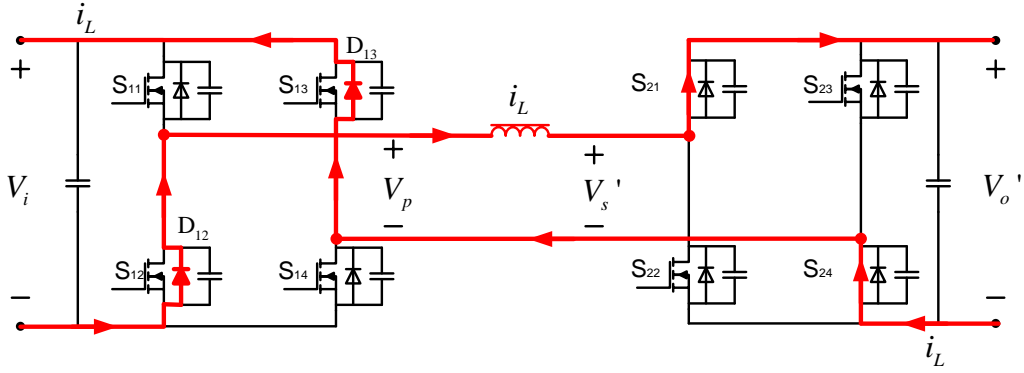 i_L
D₁₃
+
S₁₁
S₁₃
S₂₁
S₂₃
+
i_L
+
+
V_i
V_p
V_s'
V_o'
−
−
D₁₂
S₁₂
S₁₄
S₂₂
S₂₄
−
−
i_L